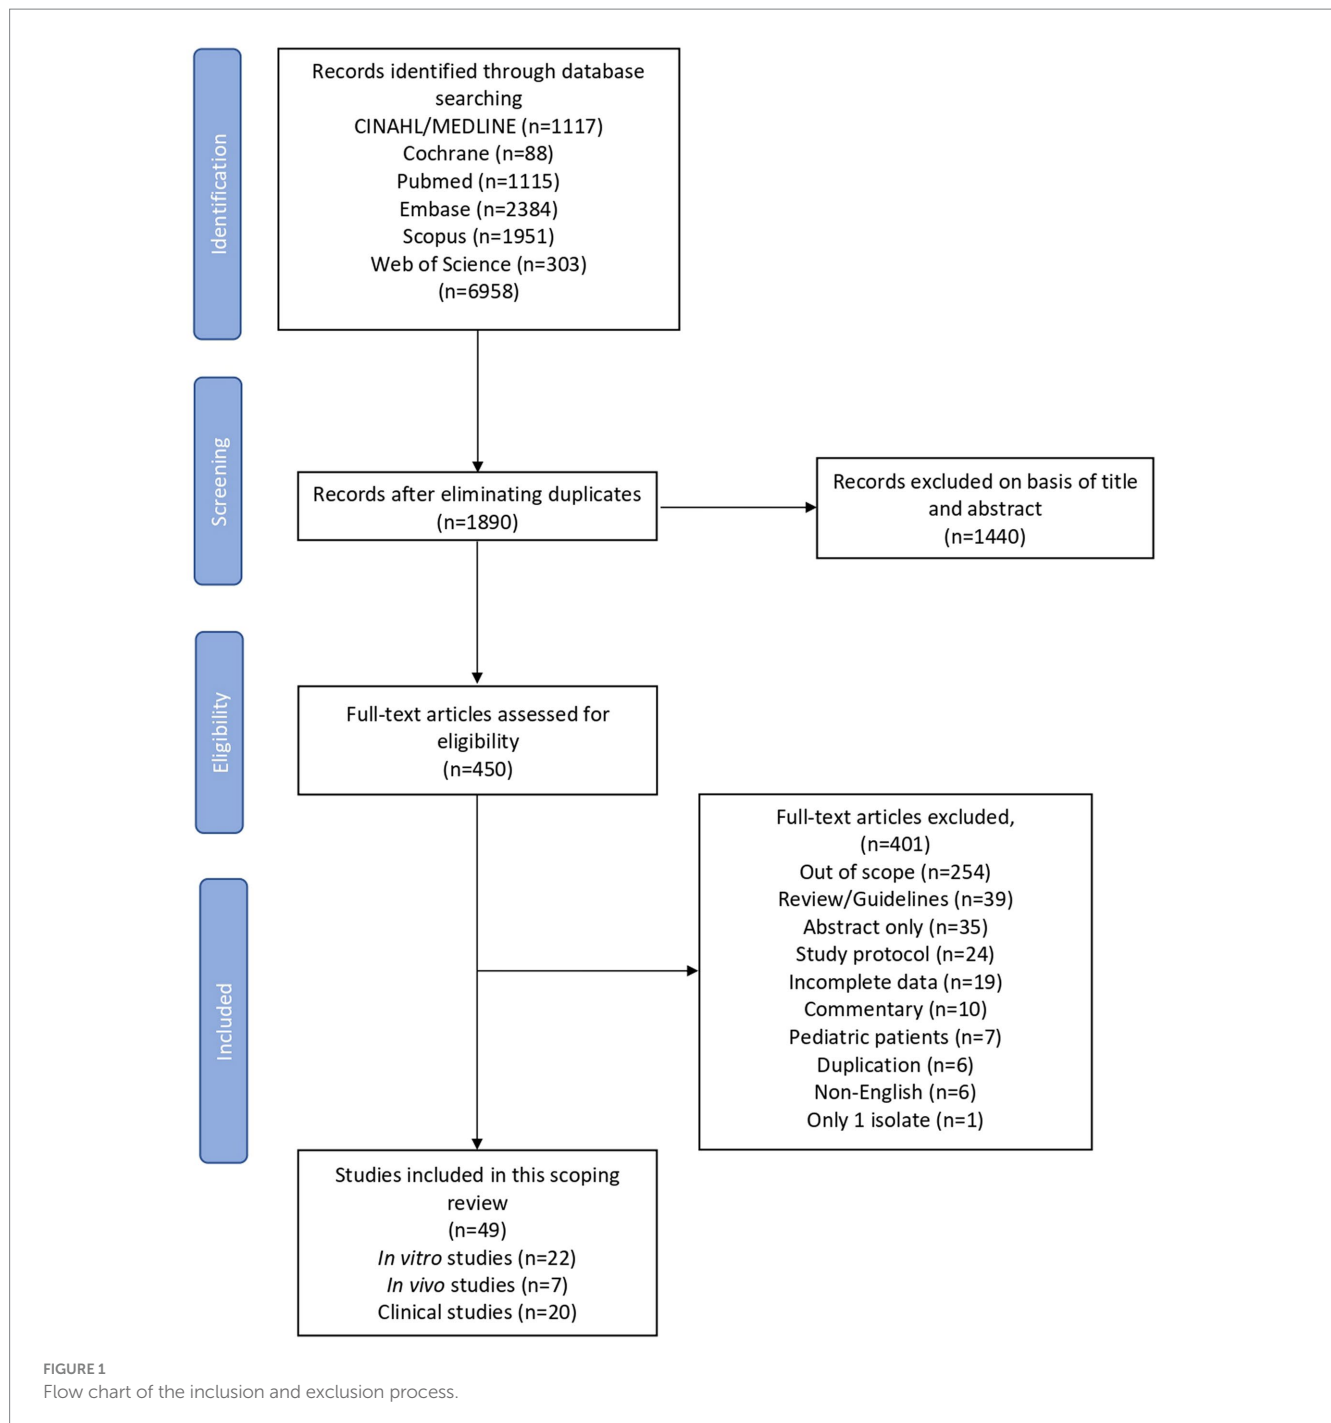 Identification
Records identified through database
searching
CINAHL/MEDLINE (n=1117)
Cochrane (n=88)
Pubmed (n=1115)
Embase (n=2384)
Scopus (n=1951)
Web of Science (n=303)
(n=6958)
Screening
Records after eliminating duplicates
(n=1890)
Records excluded on basis of title
and abstract
(n=1440)
Eligibility
Full-text articles assessed for
eligibility
(n=450)
Full-text articles excluded,
(n=401)
Out of scope (n=254)
Review/Guidelines (n=39)
Abstract only (n=35)
Study protocol (n=24)
Incomplete data (n=19)
Commentary (n=10)
Pediatric patients (n=7)
Duplication (n=6)
Non-English (n=6)
Only 1 isolate (n=1)
Included
Studies included in this scoping
review
(n=49)
In vitro studies (n=22)
In vivo studies (n=7)
Clinical studies (n=20)
FIGURE 1
Flow chart of the inclusion and exclusion process.